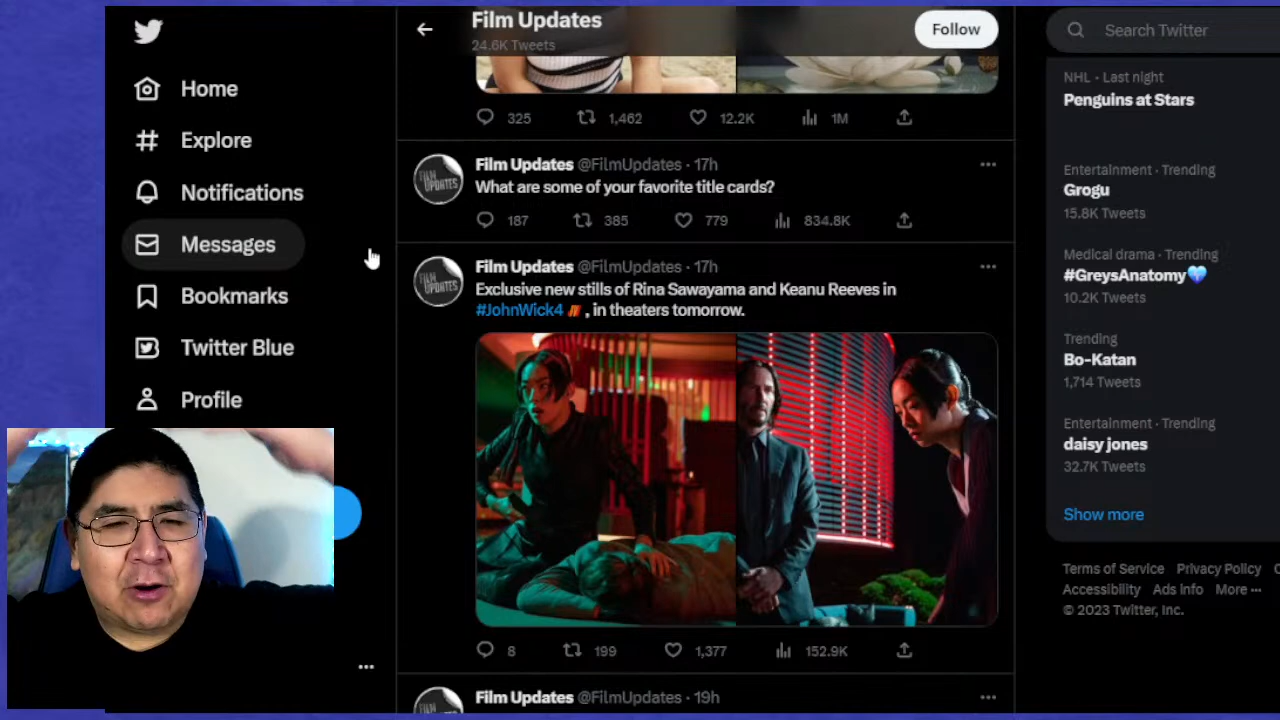 Home
Explore
Notifications
Messages
Bookmarks
Twitter Blue
Profile
Film Updates
24.6K Tweets
Follow
325 1,462 12.2K 1M
Film Updates @FilmUpdates · 17h
What are some of your favorite title cards?
187 385 779 834.8K
Film Updates @FilmUpdates · 17h
Exclusive new stills of Rina Sawayama and Keanu Reeves in
#JohnWick4 , in theaters tomorrow.
8 199 1,377 152.9K
Film Updates @FilmUpdates · 19h
Search Twitter
NHL · Last night
Penguins at Stars
Entertainment · Trending
Grogu
15.8K Tweets
Medical drama · Trending
#GreysAnatomy🩵
10.2K Tweets
Trending
Bo-Katan
1,714 Tweets
Entertainment · Trending
daisy jones
32.7K Tweets
Show more
Terms of Service Privacy Policy
Accessibility Ads info More ···
© 2023 Twitter, Inc.